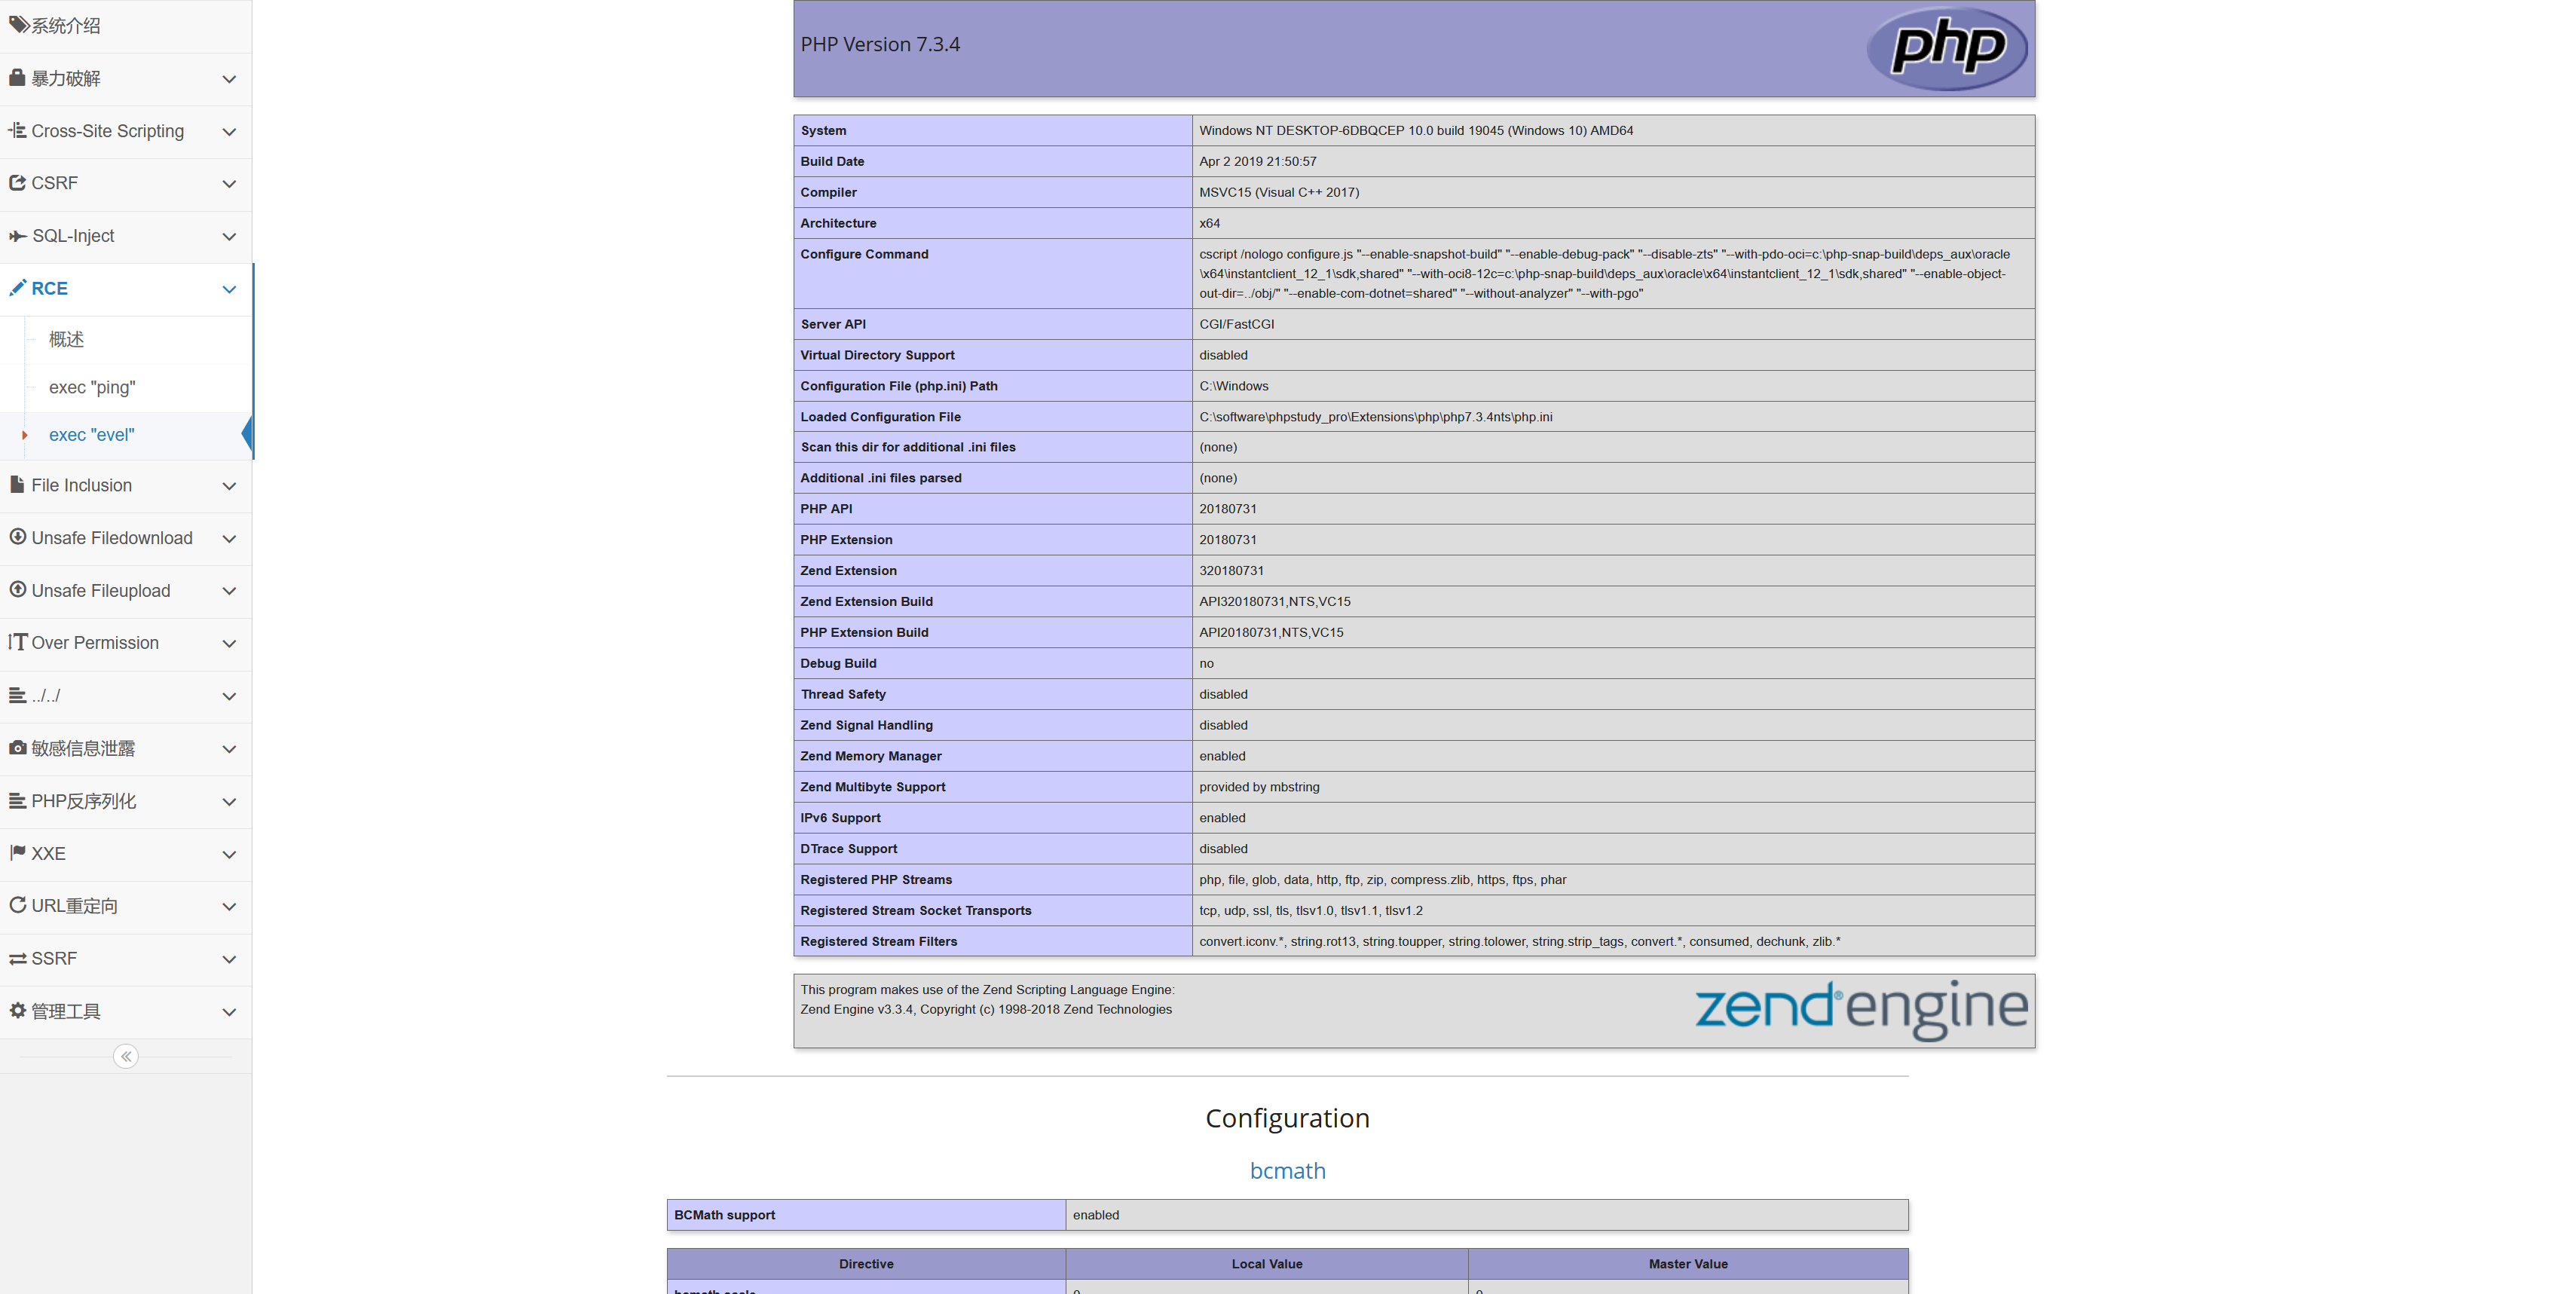 系统介绍
暴力破解
Cross-Site Scripting
CSRF
SQL-Inject
RCE
概述
exec "ping"
exec "evel"
File Inclusion
Unsafe Filedownload
Unsafe Fileupload
Over Permission
../../
敏感信息泄露
PHP反序列化
XXE
URL重定向
SSRF
管理工具
PHP Version 7.3.4
php
System Windows NT DESKTOP-6DBQCEP 10.0 build 19045 (Windows 10) AMD64
Build Date Apr 2 2019 21:50:57
Compiler MSVC15 (Visual C++ 2017)
Architecture x64
Configure Command cscript /nologo configure.js "--enable-snapshot-build" "--enable-debug-pack" "--disable-zts" "--with-pdo-oci=c:\php-snap-build\deps_aux\oracle
\x64\instantclient_12_1\sdk,shared" "--with-oci8-12c=c:\php-snap-build\deps_aux\oracle\x64\instantclient_12_1\sdk,shared" "--enable-object-
out-dir=../obj/" "--enable-com-dotnet=shared" "--without-analyzer" "--with-pgo"
Server API CGI/FastCGI
Virtual Directory Support disabled
Configuration File (php.ini) Path C:\Windows
Loaded Configuration File C:\software\phpstudy_pro\Extensions\php\php7.3.4nts\php.ini
Scan this dir for additional .ini files (none)
Additional .ini files parsed (none)
PHP API 20180731
PHP Extension 20180731
Zend Extension 320180731
Zend Extension Build API320180731,NTS,VC15
PHP Extension Build API20180731,NTS,VC15
Debug Build no
Thread Safety disabled
Zend Signal Handling disabled
Zend Memory Manager enabled
Zend Multibyte Support provided by mbstring
IPv6 Support enabled
DTrace Support disabled
Registered PHP Streams php, file, glob, data, http, ftp, zip, compress.zlib, https, ftps, phar
Registered Stream Socket Transports tcp, udp, ssl, tls, tlsv1.0, tlsv1.1, tlsv1.2
Registered Stream Filters convert.iconv.*, string.rot13, string.toupper, string.tolower, string.strip_tags, convert.*, consumed, dechunk, zlib.*
This program makes use of the Zend Scripting Language Engine:
Zend Engine v3.3.4, Copyright (c) 1998-2018 Zend Technologies
zend® engine
Configuration
bcmath
BCMath support enabled
Directive Local Value Master Value